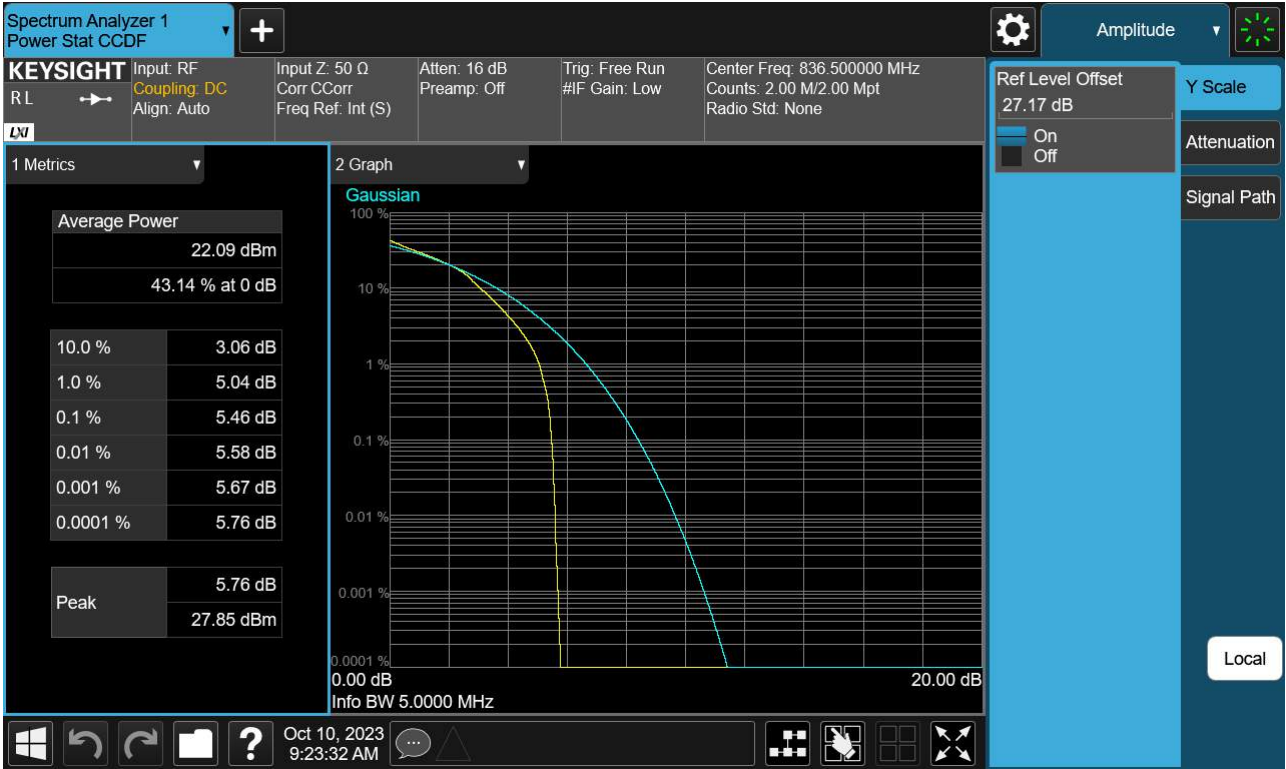 Spectrum Analyzer 1
Power Stat CCDF
+
Amplitude
KEYSIGHT
RL
LXI
Input: RF
Coupling: DC
Align: Auto
Input Z: 50 Ω
Corr CCorr
Freq Ref: Int (S)
Atten: 16 dB
Preamp: Off
Trig: Free Run
#IF Gain: Low
Center Freq: 836.500000 MHz
Counts: 2.00 M/2.00 Mpt
Radio Std: None
Ref Level Offset
27.17 dB
On
Off
Y Scale
Attenuation
Signal Path
Local
1 Metrics
Average Power
22.09 dBm
43.14 % at 0 dB
10.0 % 3.06 dB
1.0 % 5.04 dB
0.1 % 5.46 dB
0.01 % 5.58 dB
0.001 % 5.67 dB
0.0001 % 5.76 dB
Peak
5.76 dB
27.85 dBm
2 Graph
Gaussian
100 %
10 %
1 %
0.1 %
0.01 %
0.001 %
0.0001 %
0.00 dB 20.00 dB
Info BW 5.0000 MHz
?
Oct 10, 2023
9:23:32 AM